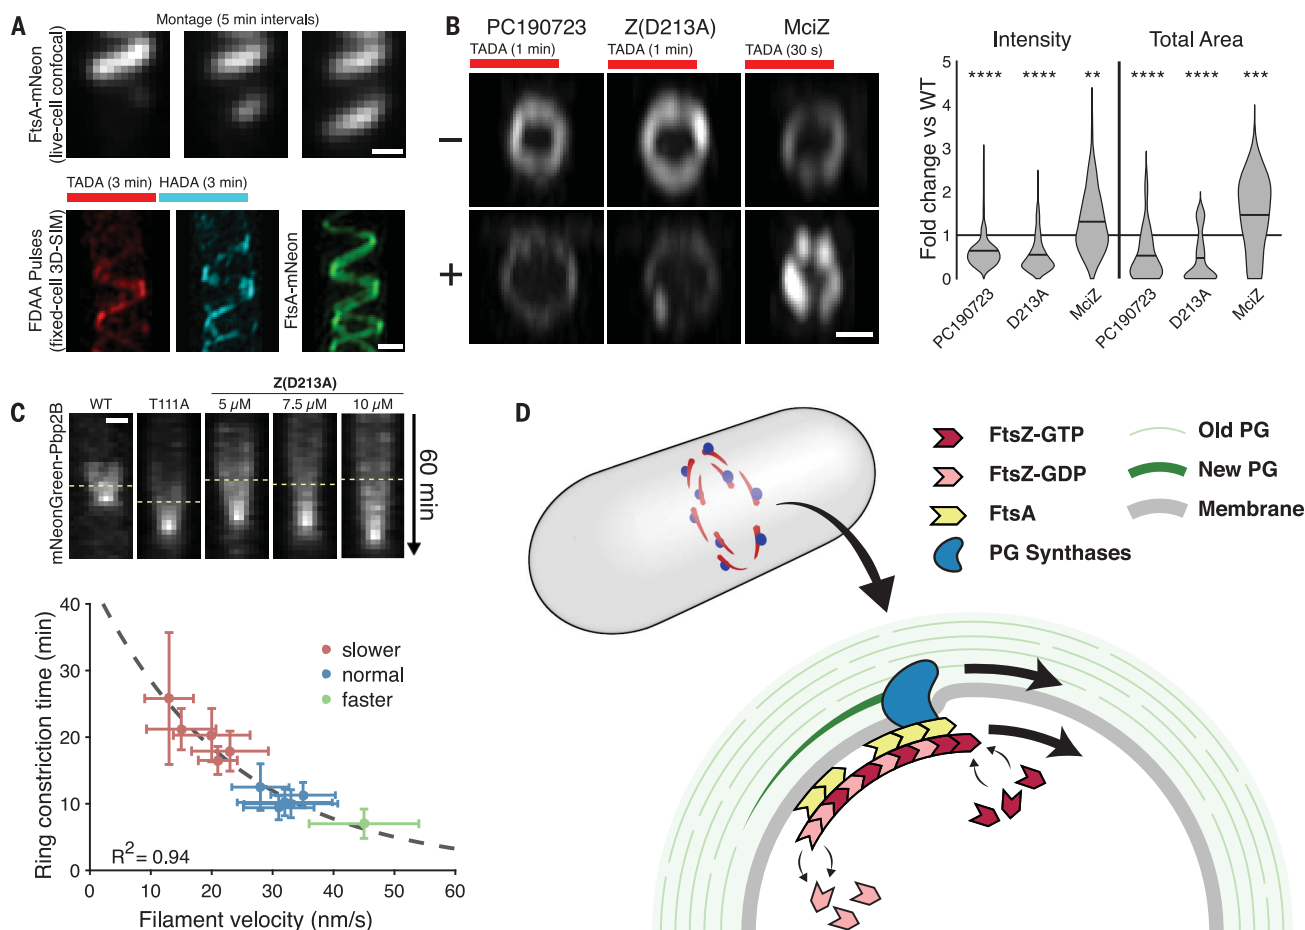 A
Montage (5 min intervals)
FtsA-mNeon
(live-cell confocal)
TADA (3 min)
HADA (3 min)
FDAA Pulses
(fixed-cell 3D-SIM)
FtsA-mNeon
B
PC190723
Z(D213A)
MciZ
TADA (1 min)
TADA (1 min)
TADA (30 s)
−
+
Intensity
Total Area
**** **** ** **** **** ***
Fold change vs WT
5
4
3
2
1
0
PC190723
D213A
MciZ
PC190723
D213A
MciZ
C
Z(D213A)
WT
T111A
5 µM
7.5 µM
10 µM
mNeonGreen-Pbp2B
60 min
Ring constriction time (min)
40
30
20
10
0
slower
normal
faster
R2 = 0.94
0 10 20 30 40 50 60
Filament velocity (nm/s)
D
FtsZ-GTP
FtsZ-GDP
FtsA
PG Synthases
Old PG
New PG
Membrane